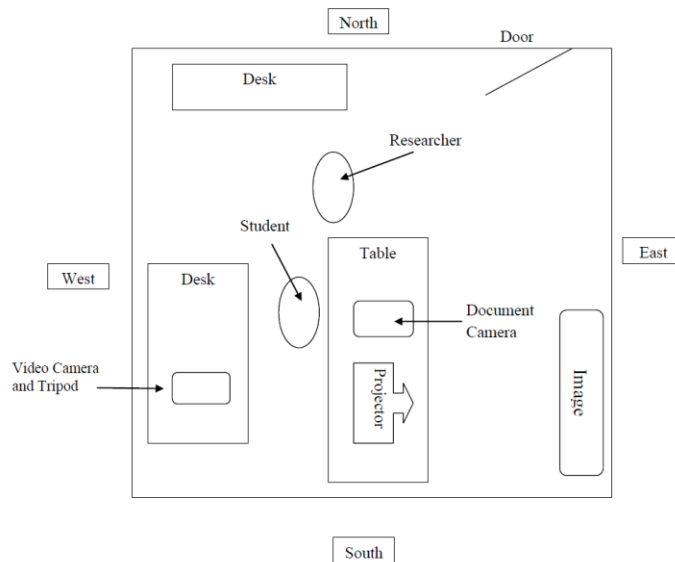 North
Door
Desk
Researcher
Student
Table
East
West
Desk
Document
Camera
Video Camera
and Tripod
Projector
Image
South